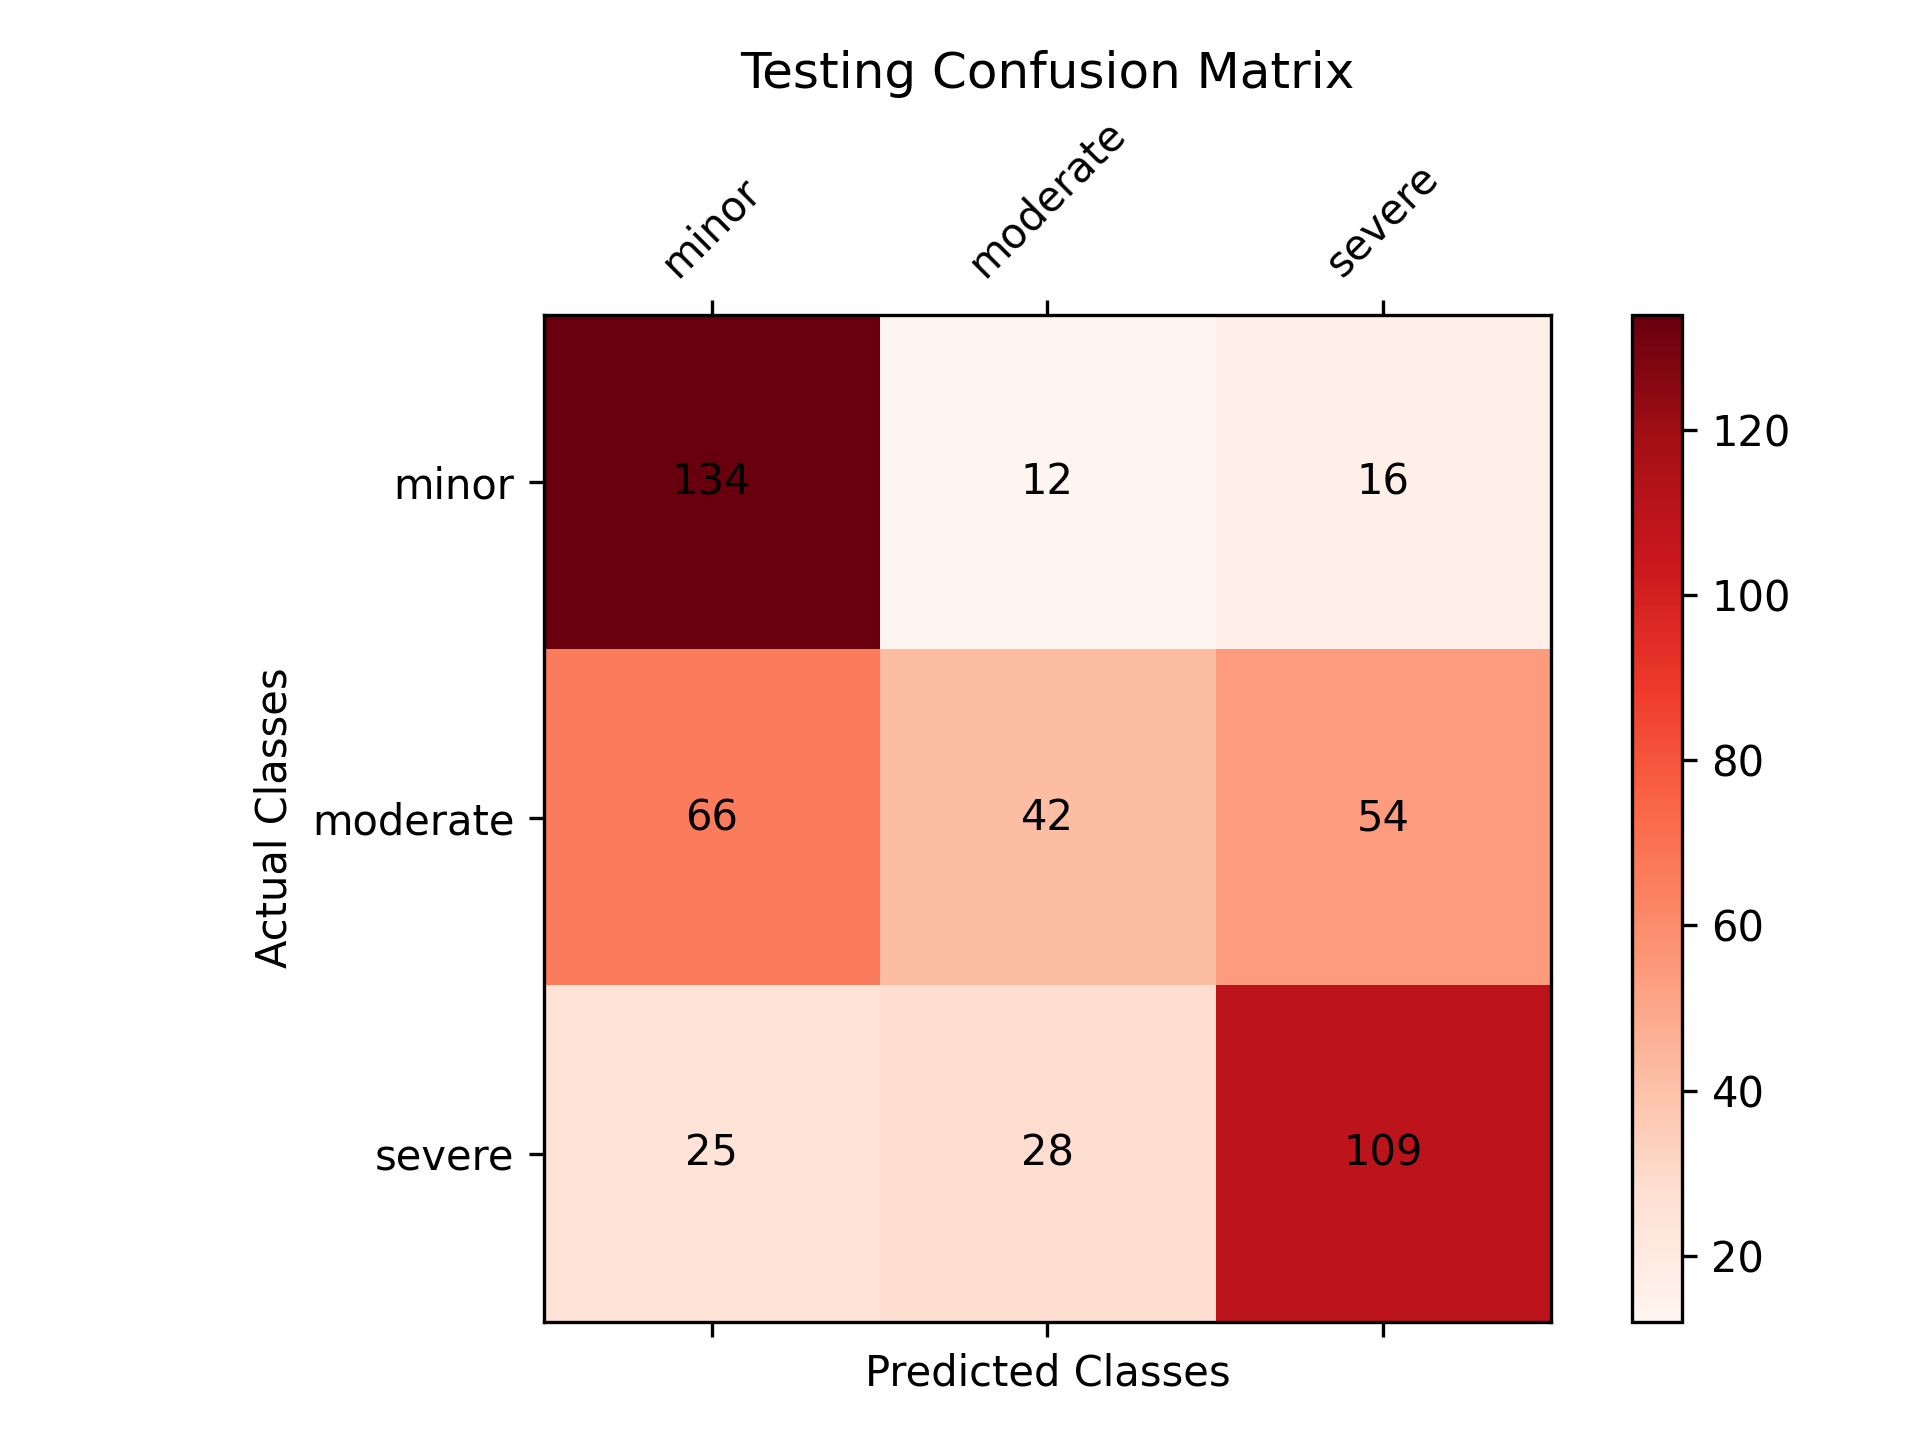 Testing Confusion Matrix
minor moderate severe
minor 134 12 16
moderate 66 42 54
severe 25 28 109
Actual Classes
Predicted Classes
120
100
80
60
40
20